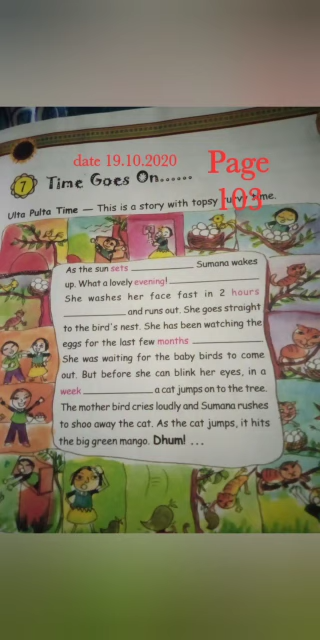 date 19.10.2020
Page
103
7 Time Goes On......
Ulta Pulta Time — This is a story with topsy turvy time.
As the sun sets ____________ Sumana wakes
up. What a lovely evening! ____________
She washes her face fast in 2 hours
____________ and runs out. She goes straight
to the bird's nest. She has been watching the
eggs for the last few months ____________
She was waiting for the baby birds to come
out. But before she can blink her eyes, in a
week ____________ a cat jumps on to the tree.
The mother bird cries loudly and Sumana rushes
to shoo away the cat. As the cat jumps, it hits
the big green mango. Dhum! ...